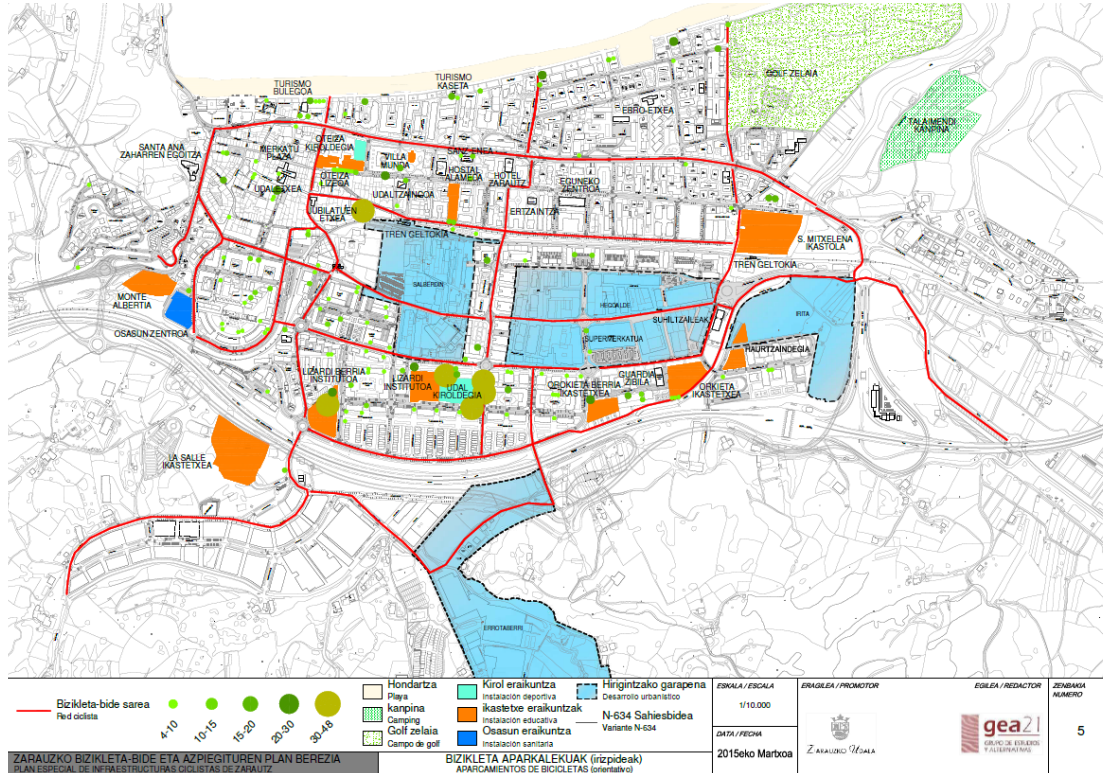 GOLF ZELAIA
TURISMO
BULEGOA
TURISMO
KASETA
EBRO-ETXEA
TALAIMENDI
KANPINA
SANTA ANA
ZAHARREN EGOITZA
MERKATU
PLAZA
OTEIZA
KIROLDEGIA
VILLA
MUNDA
SANZ-ENEA
HOSTAL
ALAMEDA
HOTEL
ZARAUTZ
EGUNEKO
ZENTROA
UDALETXEA
OTEIZA
LIZEOA
UDALTZAINGOA
JUBILATUEN
ETXEA
ERTZAINTZA
TREN GELTOKIA
S. MITXELENA
IKASTOLA
TREN GELTOKIA
SALBERDIN
MONTE
ALBERTIA
OSASUN ZENTROA
HEGOALDE
SUHILTZAILEAK
IRITA
SUPERMERKATUA
HAURTZAINDEGIA
LIZARDI BERRIA
INSTITUTOA
LIZARDI
INSTITUTOA
UDAL
KIROLDEGIA
OROKIETA BERRIA
IKASTETXEA
GUARDIA
ZIBILA
ORKIETA
IKASTETXEA
LA SALLE
IKASTETXEA
ERROTABERRI
Bizikleta-bide sarea
Red ciclista
4-10
10-15
15-20
20-30
30-48
Hondartza
Playa
kanpina
Camping
Golf zelaia
Campo de golf
Kirol eraikuntza
Instalación deportiva
ikastetxe eraikuntzak
Instalación educativa
Osasun eraikuntza
Instalación sanitaria
Hirigintzako garapena
Desarrollo urbanístico
N-634 Sahiesbidea
Variante N-634
ESKALA / ESCALA
1/10.000
DATA / FECHA
2015eko Martxoa
ERAGILEA / PROMOTOR
ZARAUZKO UDALA
EGILEA / REDACTOR
gea21
GRUPO DE ESTUDIOS
Y ALTERNATIVAS
ZENBAKIA
NUMERO
5
ZARAUZKO BIZIKLETA-BIDE ETA AZPIEGITUREN PLAN BEREZIA
PLAN ESPECIAL DE INFRAESTRUCTURAS CICLISTAS DE ZARAUTZ
BIZIKLETA APARKALEKUAK (irizpideak)
APARCAMIENTOS DE BICICLETAS (orientativo)